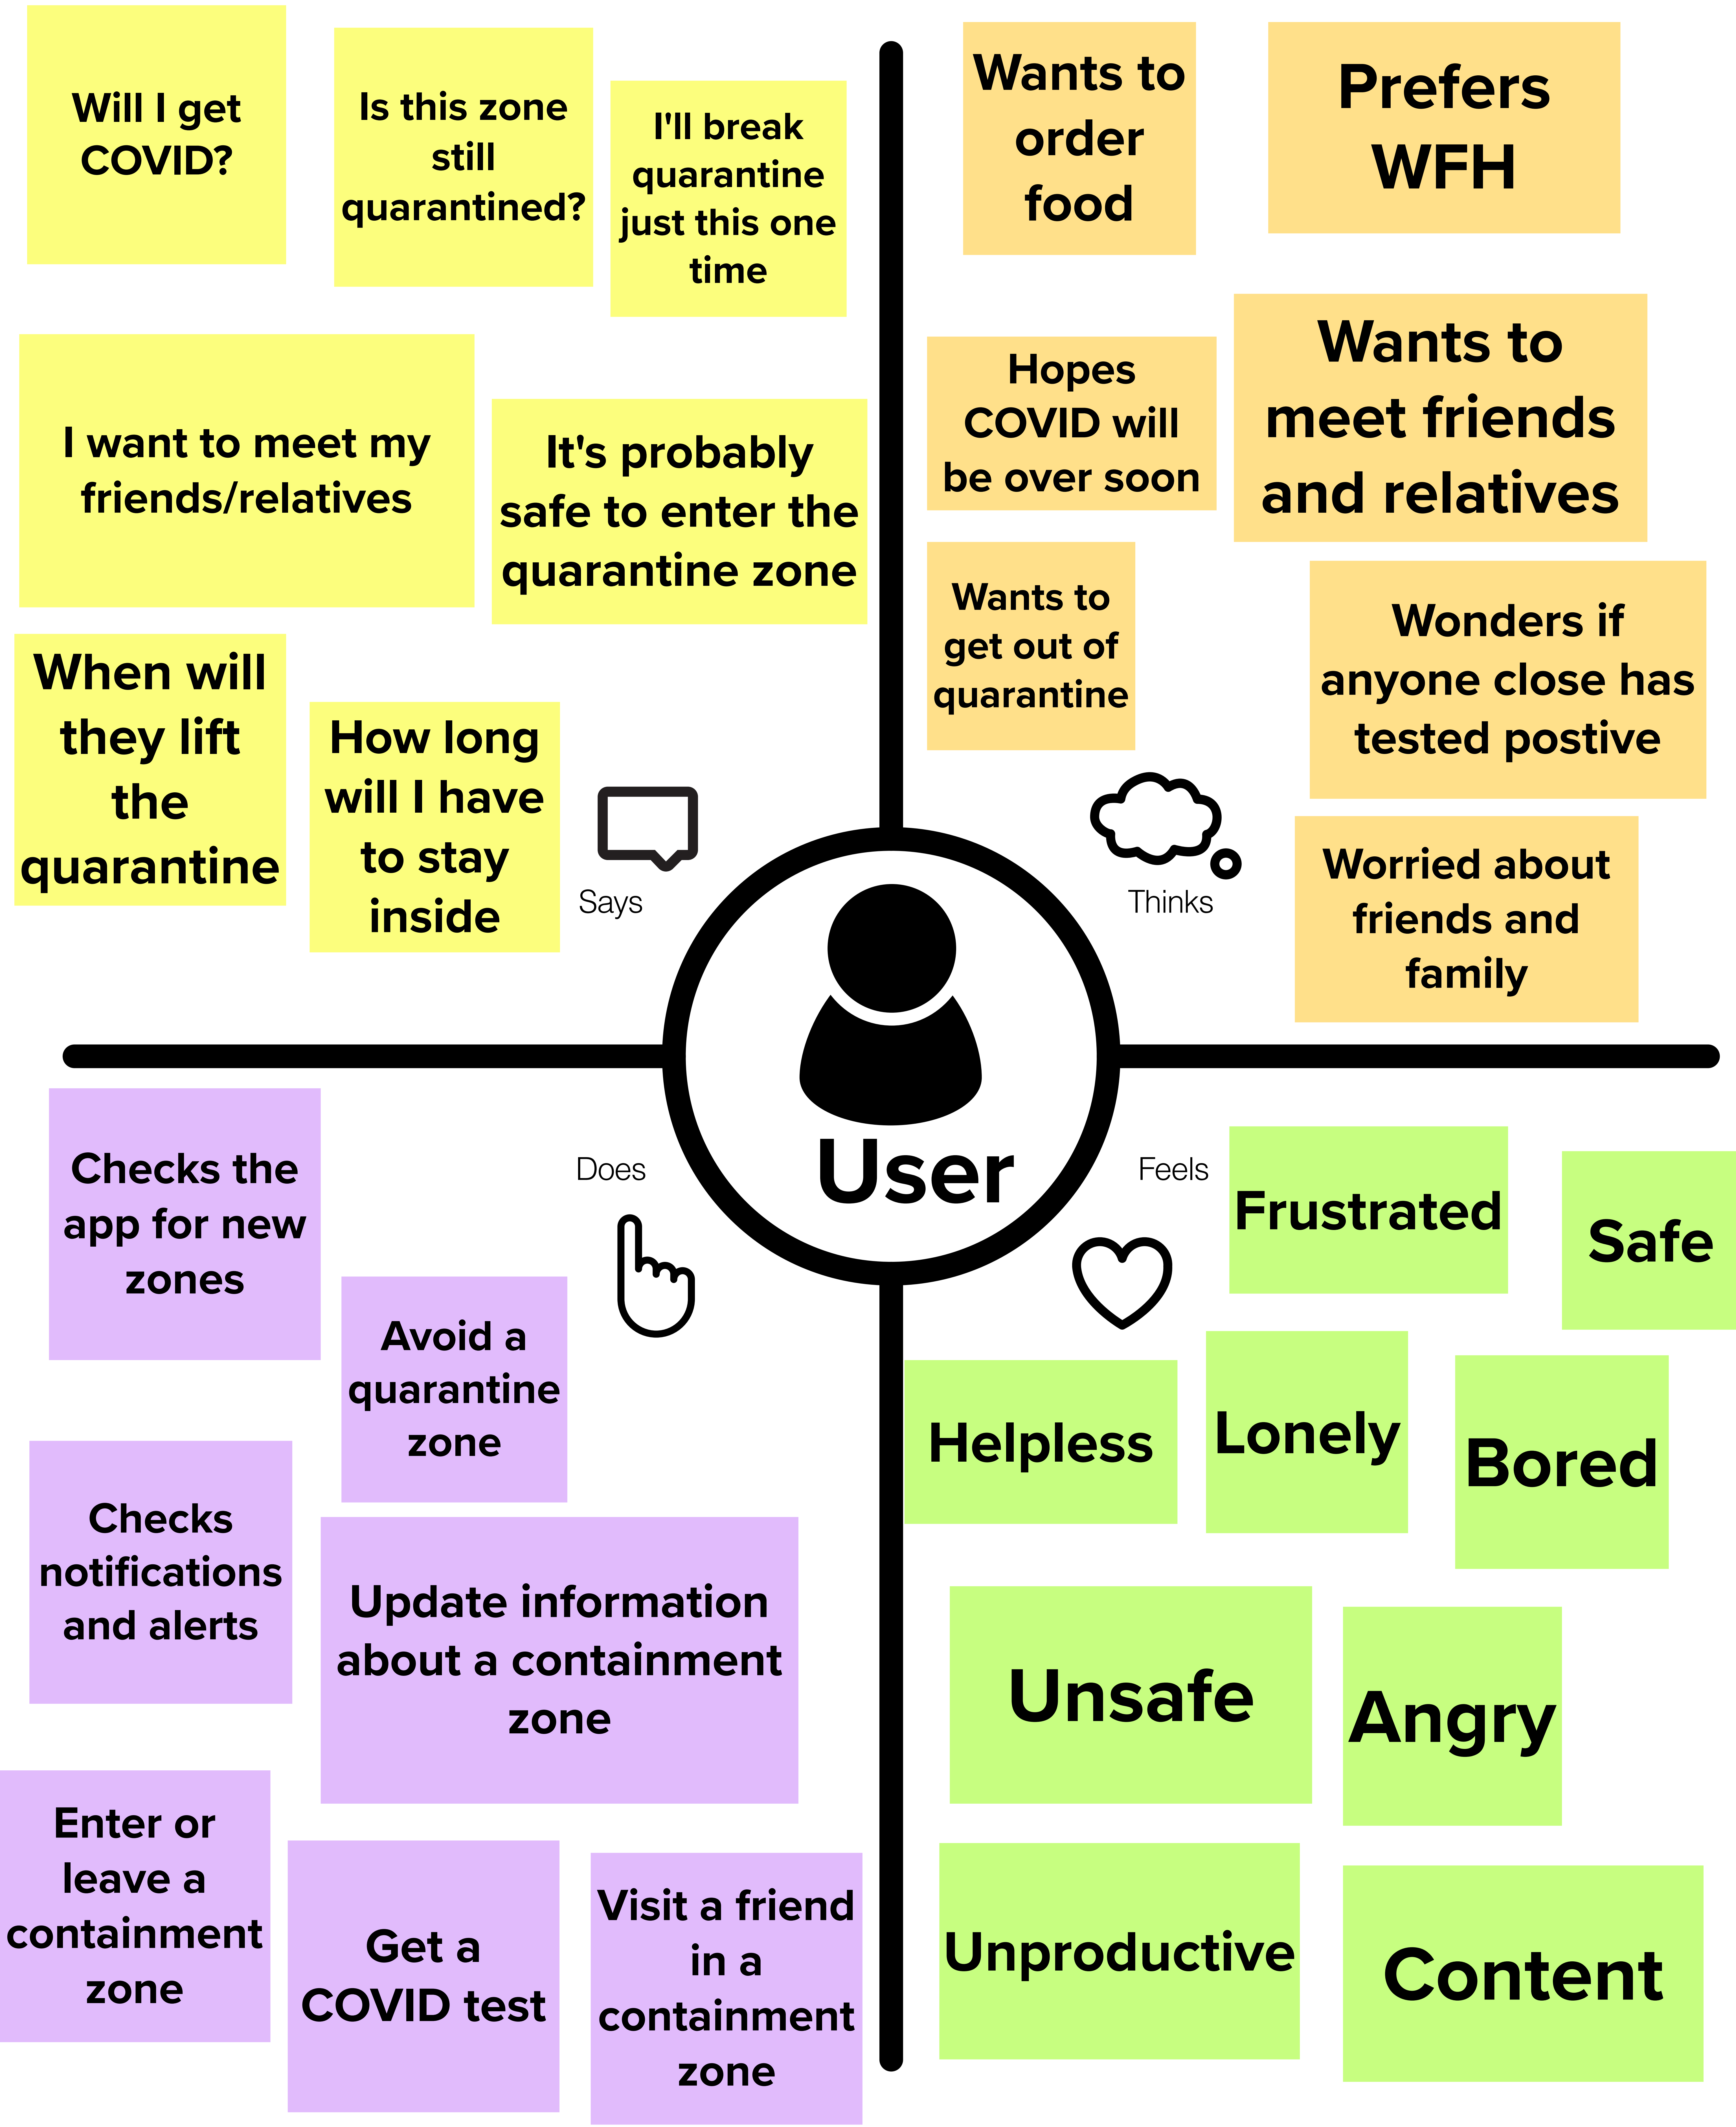 Will I get
COVID?
Is this zone
still
quarantined?
I'll break
quarantine
just this one
time
I want to meet my
friends/relatives
It's probably
safe to enter the
quarantine zone
When will
they lift
the
quarantine
How long
will I have
to stay
inside
Says
Wants to
order
food
Prefers
WFH
Hopes
COVID will
be over soon
Wants to
meet friends
and relatives
Wants to
get out of
quarantine
Wonders if
anyone close has
tested postive
Worried about
friends and
family
Thinks
User
Does
Checks the
app for new
zones
Avoid a
quarantine
zone
Checks
notifications
and alerts
Update information
about a containment
zone
Enter or
leave a
containment
zone
Get a
COVID test
Visit a friend
in a
containment
zone
Feels
Frustrated
Safe
Helpless
Lonely
Bored
Unsafe
Angry
Unproductive
Content